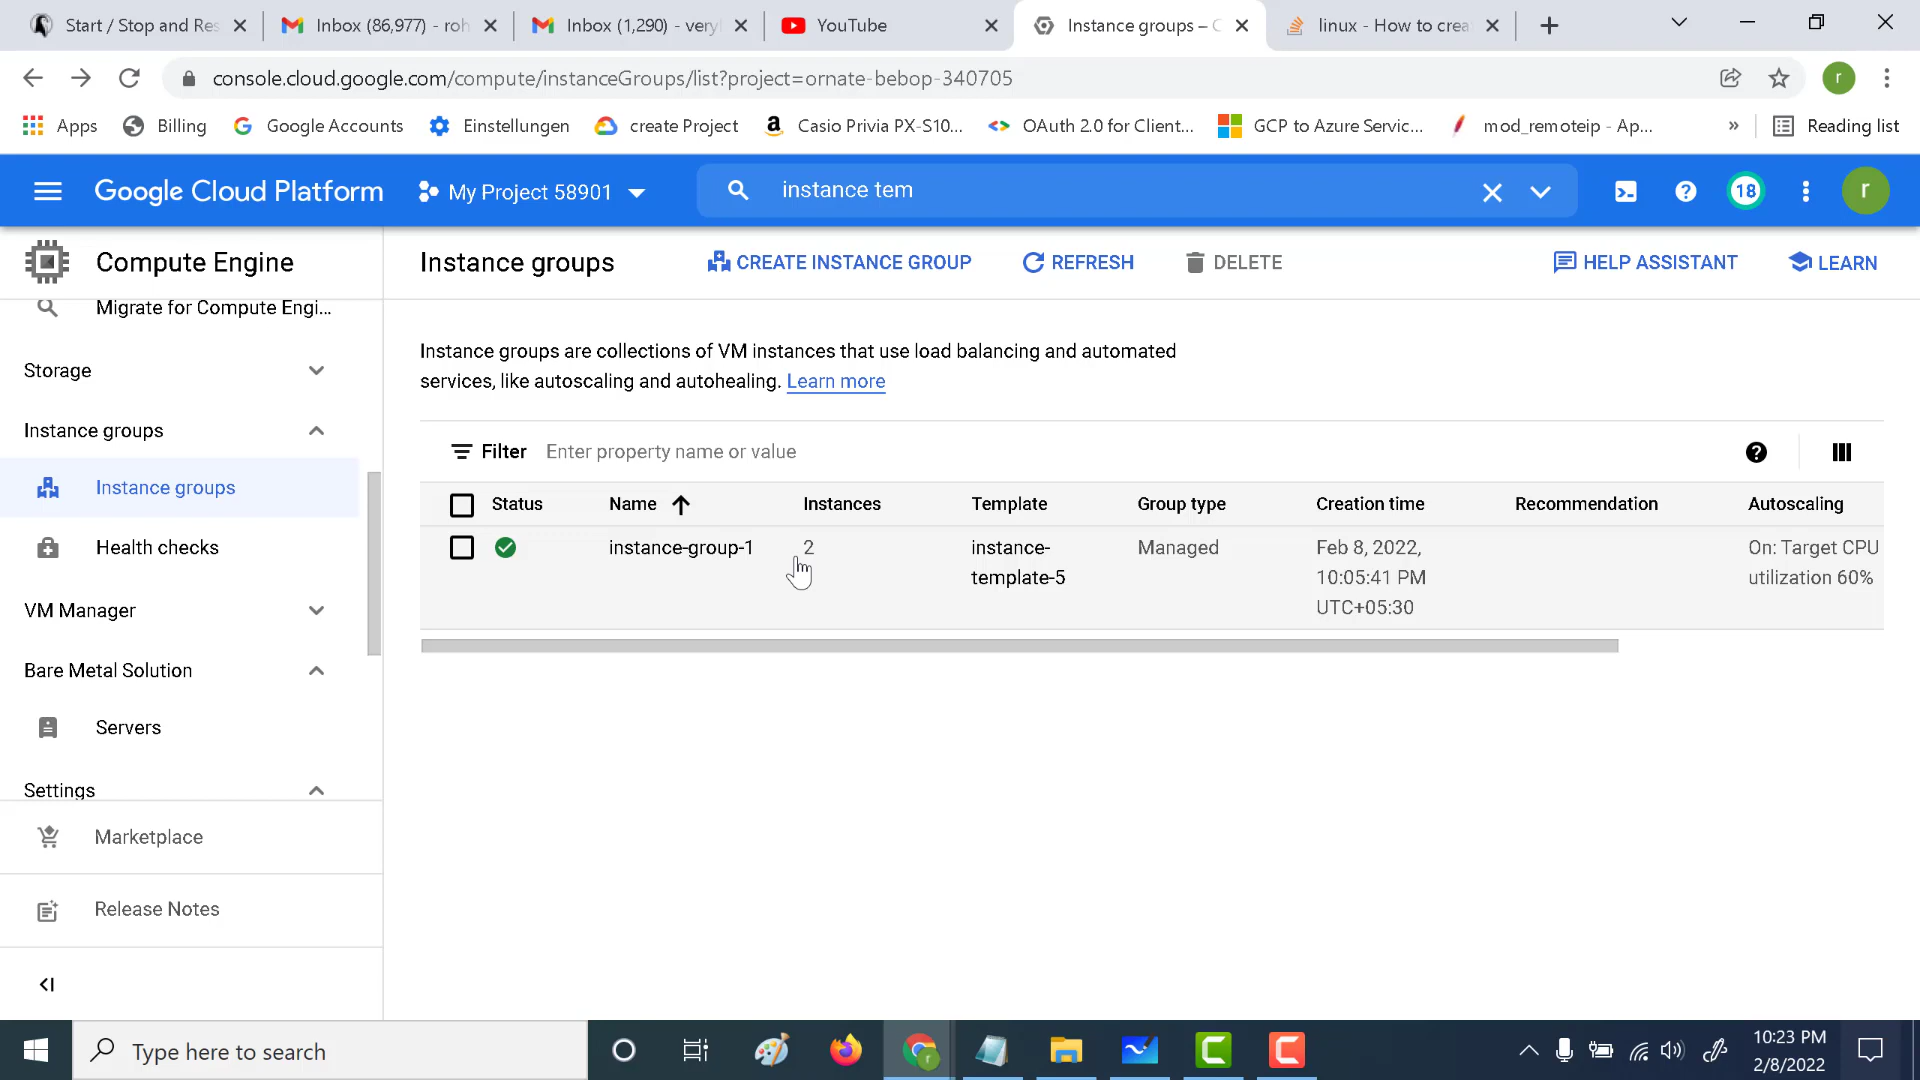 Start / Stop and Res
Inbox (86,977) - roh
Inbox (1,290) - very
YouTube
Instance groups – C
linux - How to crea
console.cloud.google.com/compute/instanceGroups/list?project=ornate-bebop-340705
r
Apps
Billing
Google Accounts
Einstellungen
create Project
Casio Privia PX-S10...
OAuth 2.0 for Client...
GCP to Azure Servic...
mod_remoteip - Ap...
»
Reading list
Google Cloud Platform
My Project 58901
instance tem
18
r
Compute Engine
Instance groups
CREATE INSTANCE GROUP
REFRESH
DELETE
HELP ASSISTANT
LEARN
Migrate for Compute Engi...
Storage
Instance groups
Instance groups
Health checks
VM Manager
Bare Metal Solution
Servers
Settings
Marketplace
Release Notes
Instance groups are collections of VM instances that use load balancing and automated
services, like autoscaling and autohealing. Learn more
Filter Enter property name or value
Status Name Instances Template Group type Creation time Recommendation Autoscaling
instance-group-1 2 instance- Managed Feb 8, 2022, On: Target CPU
template-5 10:05:41 PM utilization 60%
UTC+05:30
Type here to search
10:23 PM
2/8/2022